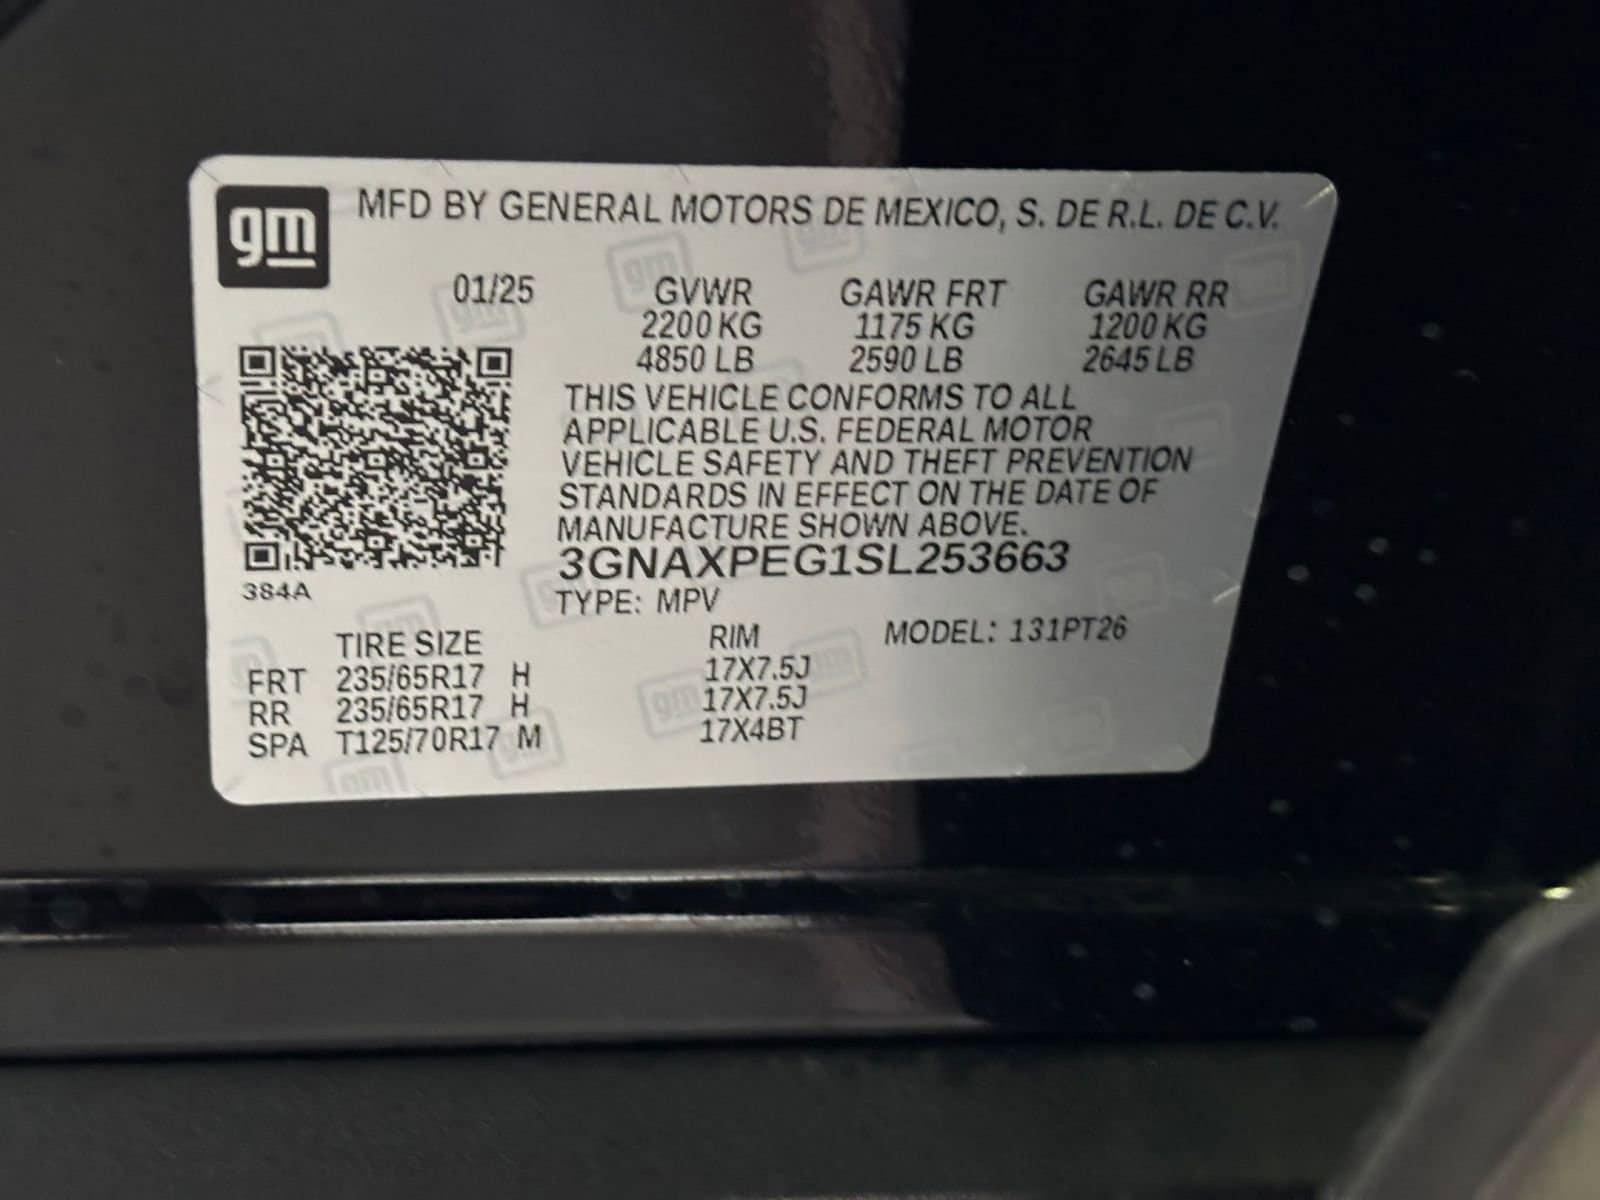 gm
MFD BY GENERAL MOTORS DE MEXICO, S. DE R.L. DE C.V.
01/25 GVWR GAWR FRT GAWR RR
2200 KG 1175 KG 1200 KG
4850 LB 2590 LB 2645 LB
THIS VEHICLE CONFORMS TO ALL
APPLICABLE U.S. FEDERAL MOTOR
VEHICLE SAFETY AND THEFT PREVENTION
STANDARDS IN EFFECT ON THE DATE OF
MANUFACTURE SHOWN ABOVE.
3GNAXPEG1SL253663
384A
TYPE: MPV
TIRE SIZE RIM MODEL: 131PT26
FRT 235/65R17 H 17X7.5J
RR 235/65R17 H 17X7.5J
SPA T125/70R17 M 17X4BT